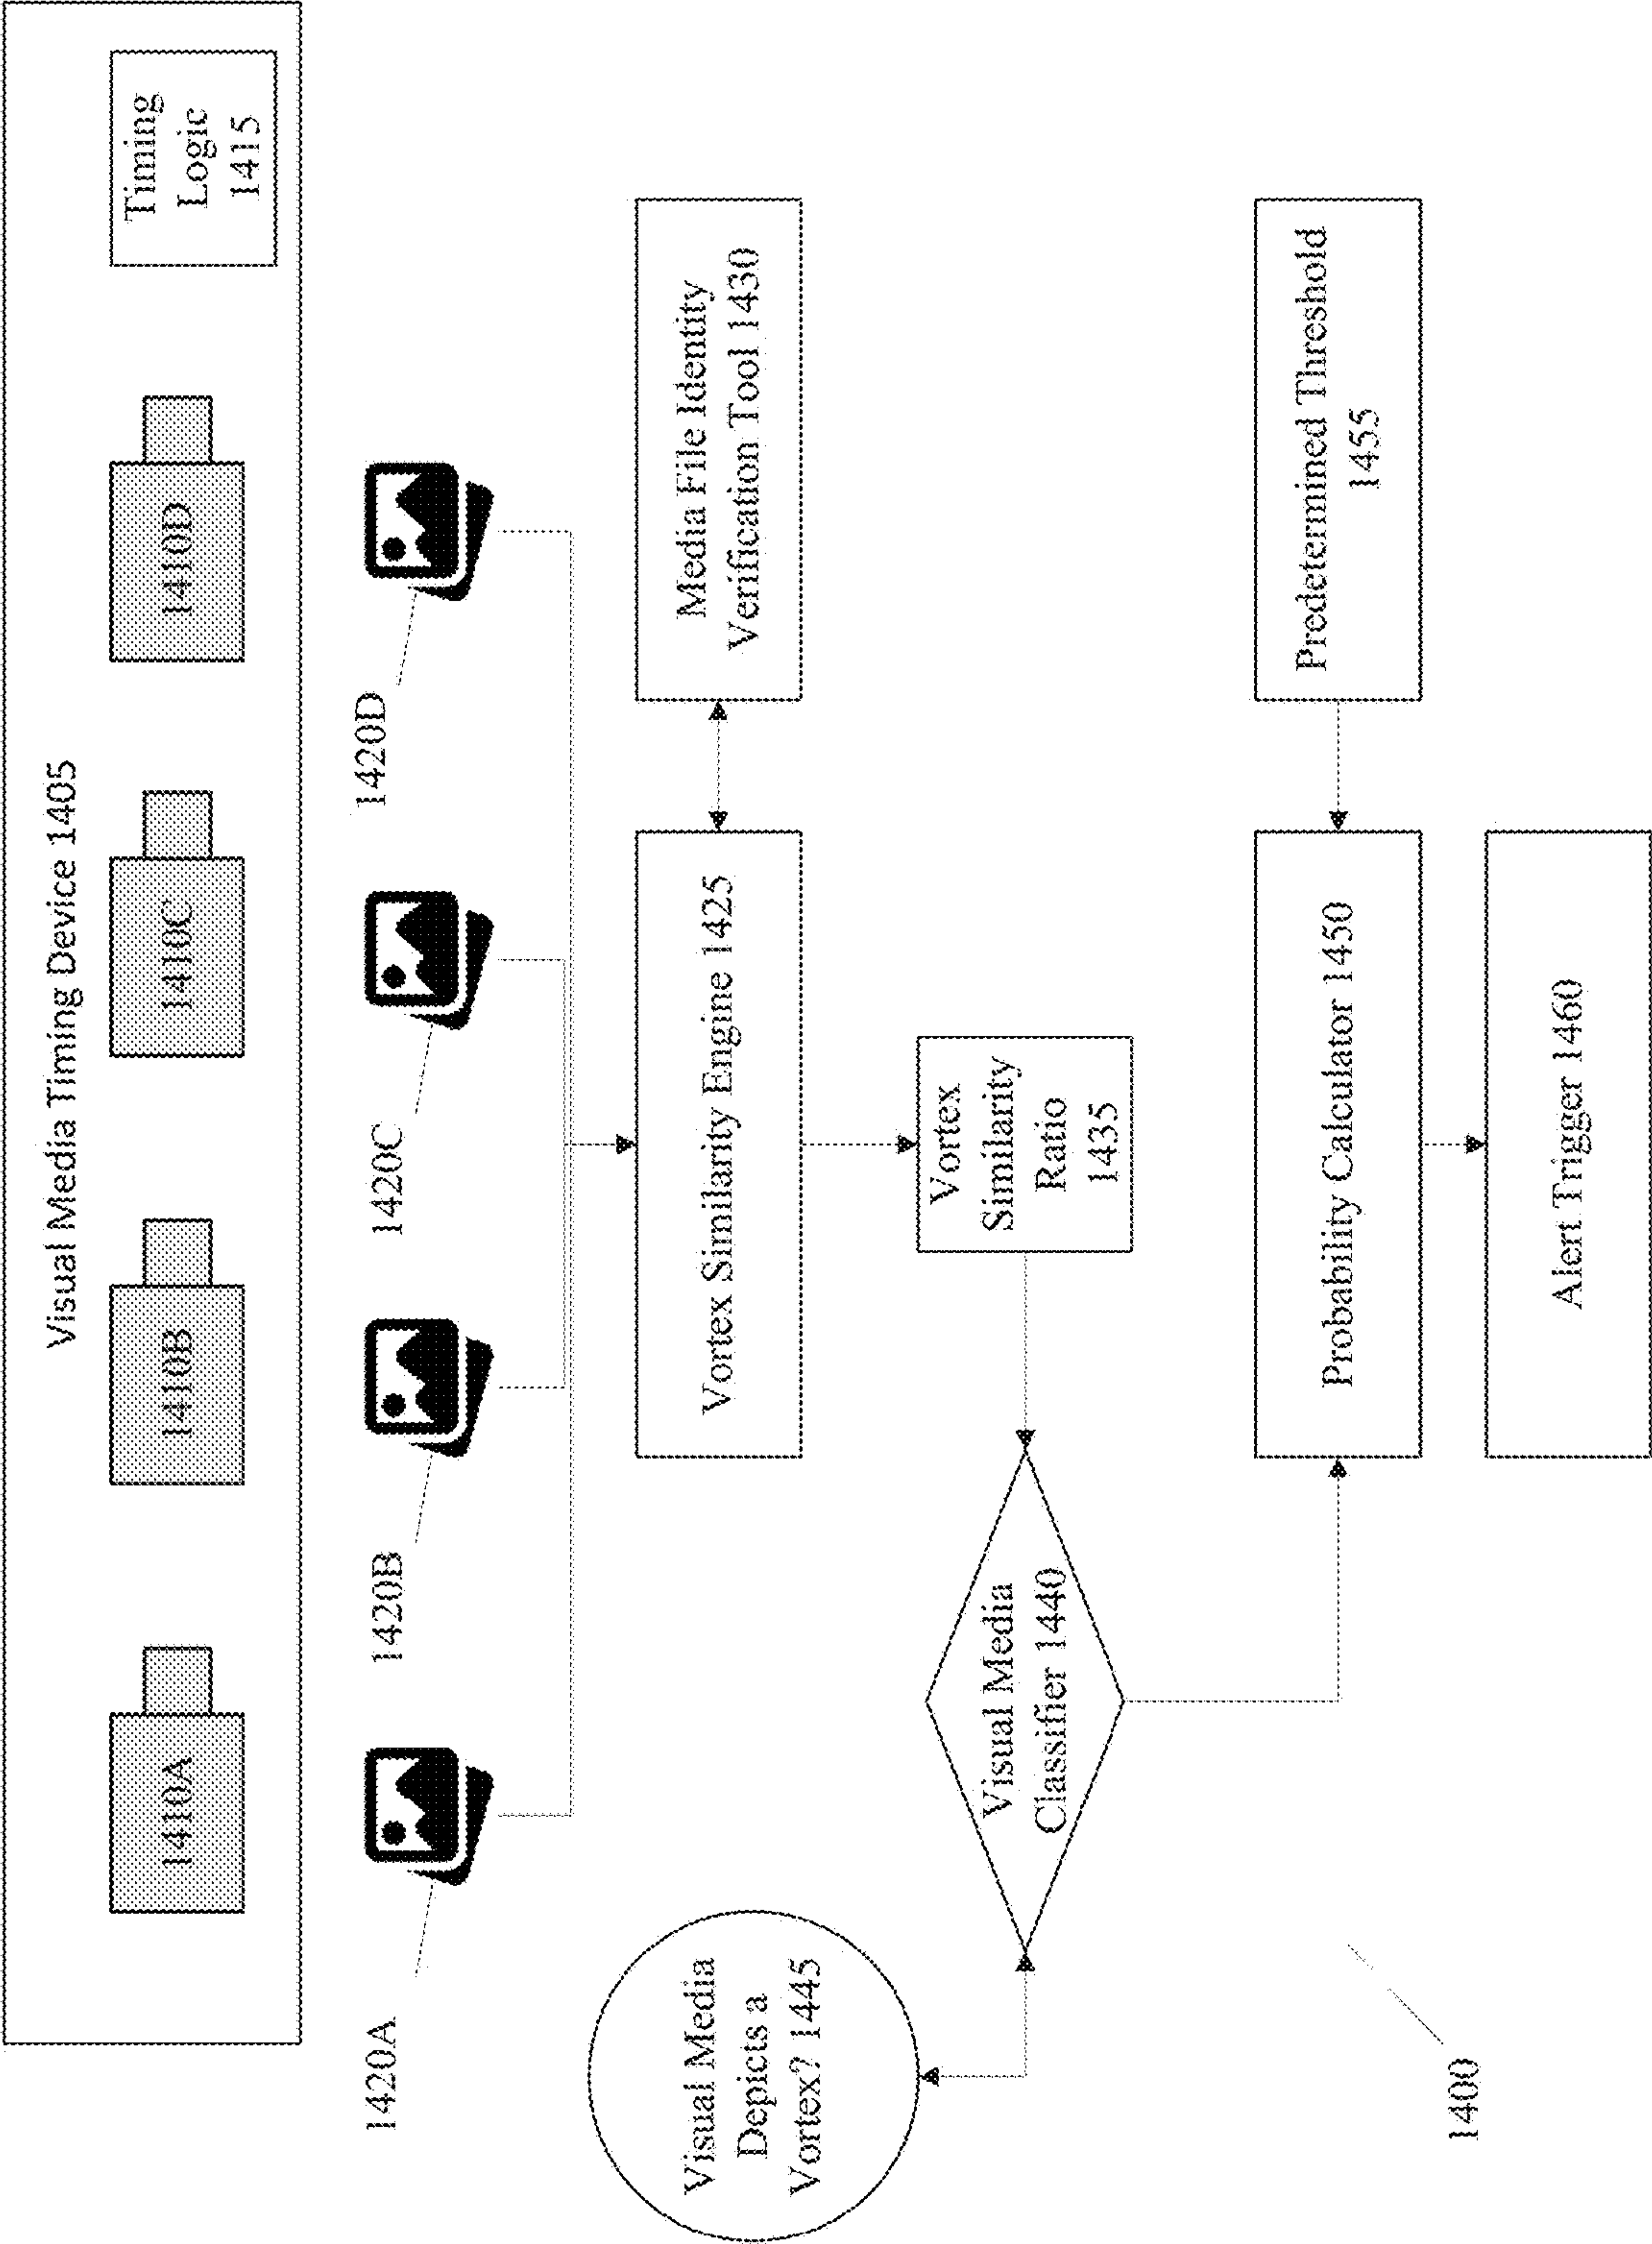 Visual Media Timing Device 1405
1410A
1410B
1410C
1410D
Timing
Logic
1415
1420A
1420B
1420C
1420D
Vortex Similarity Engine 1425
Media File Identity
Verification Tool 1430
Vortex
Similarity
Ratio
1435
Visual Media
Depicts a
Vortex? 1445
Visual Media
Classifier 1440
Probability Calculator 1450
Predetermined Threshold
1455
Alert Trigger 1460
1400